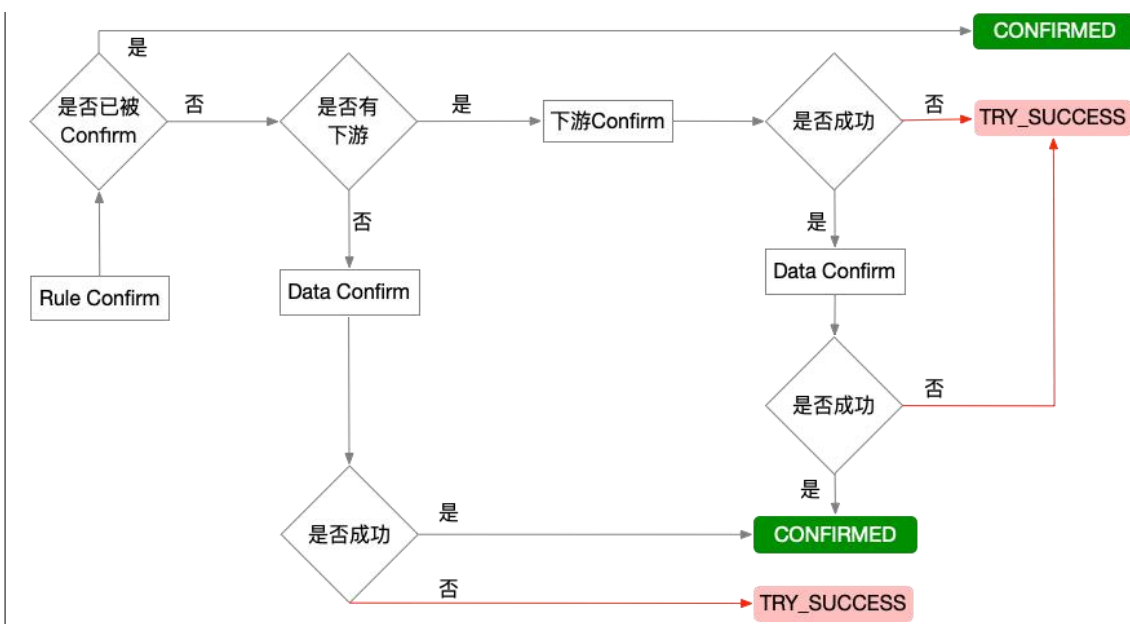 CONFIRMED
是
是否已被
Confirm
否
是否有
下游
是
下游Confirm
是否成功
否
TRY_SUCCESS
否
是
Rule Confirm
Data Confirm
Data Confirm
是否成功
否
是
是否成功
是
CONFIRMED
否
TRY_SUCCESS